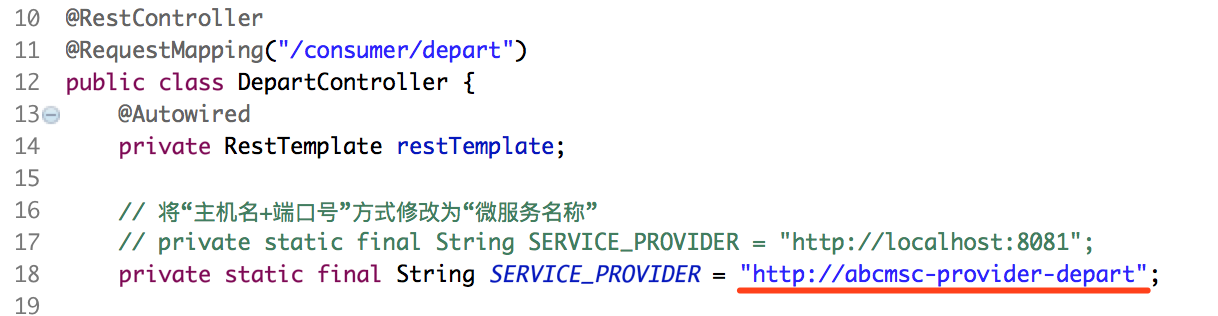 10 @RestController
11 @RequestMapping("/consumer/depart")
12 public class DepartController {
13 @Autowired
14 private RestTemplate restTemplate;
15
16 // 将“主机名+端口号”方式修改为“微服务名称”
17 // private static final String SERVICE_PROVIDER = "http://localhost:8081";
18 private static final String SERVICE_PROVIDER = "http://abcmsc-provider-depart";
19